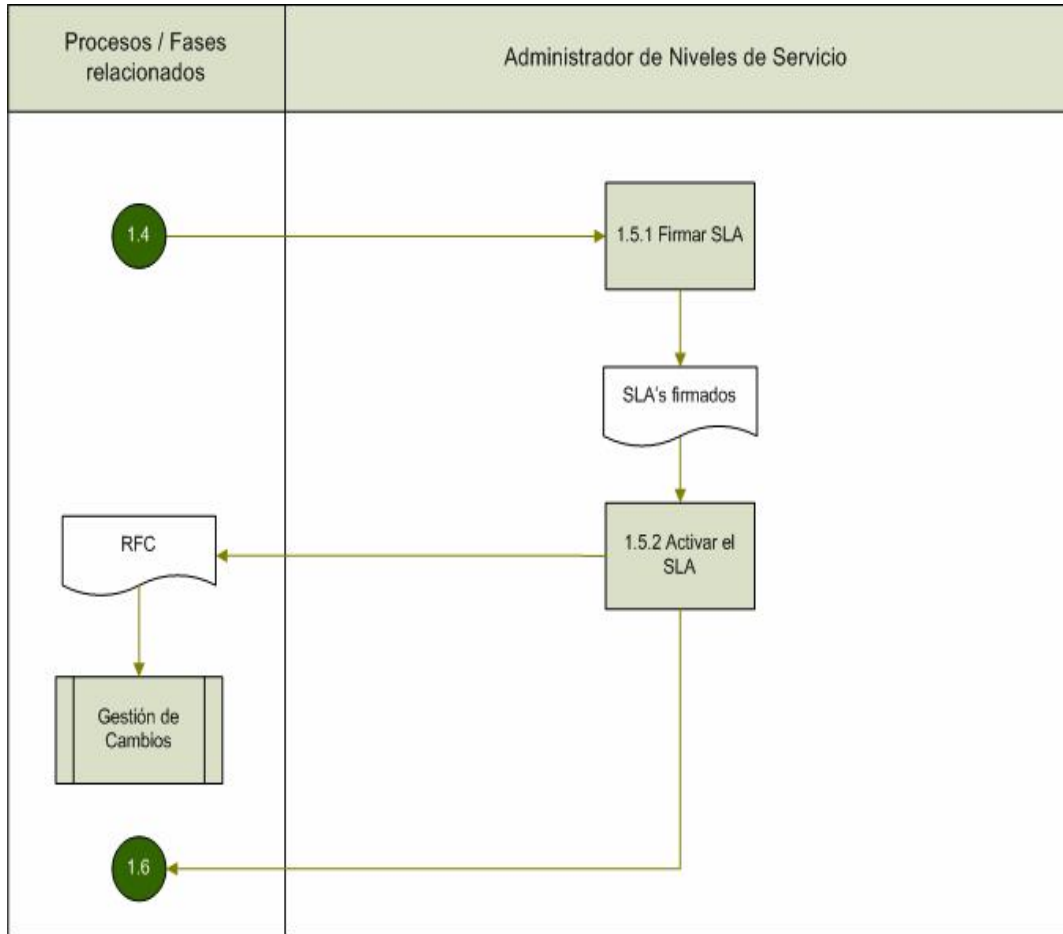 Procesos / Fases
relacionados
Administrador de Niveles de Servicio
1.4
1.5.1 Firmar SLA
SLA's firmados
RFC
1.5.2 Activar el
SLA
Gestión de
Cambios
1.6